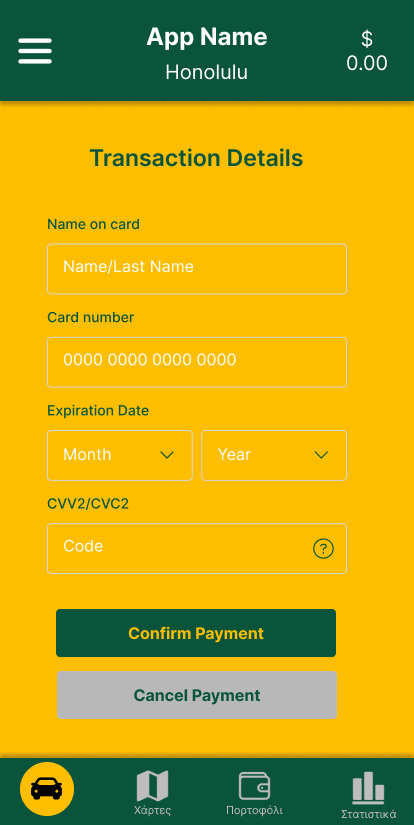 App Name
Honolulu
$
0.00
Transaction Details
Name on card
Name/Last Name
Card number
0000 0000 0000 0000
Expiration Date
Month
Year
CVV2/CVC2
Code
?
Confirm Payment
Cancel Payment
Χάρτες
Πορτοφόλι
Στατιστικά